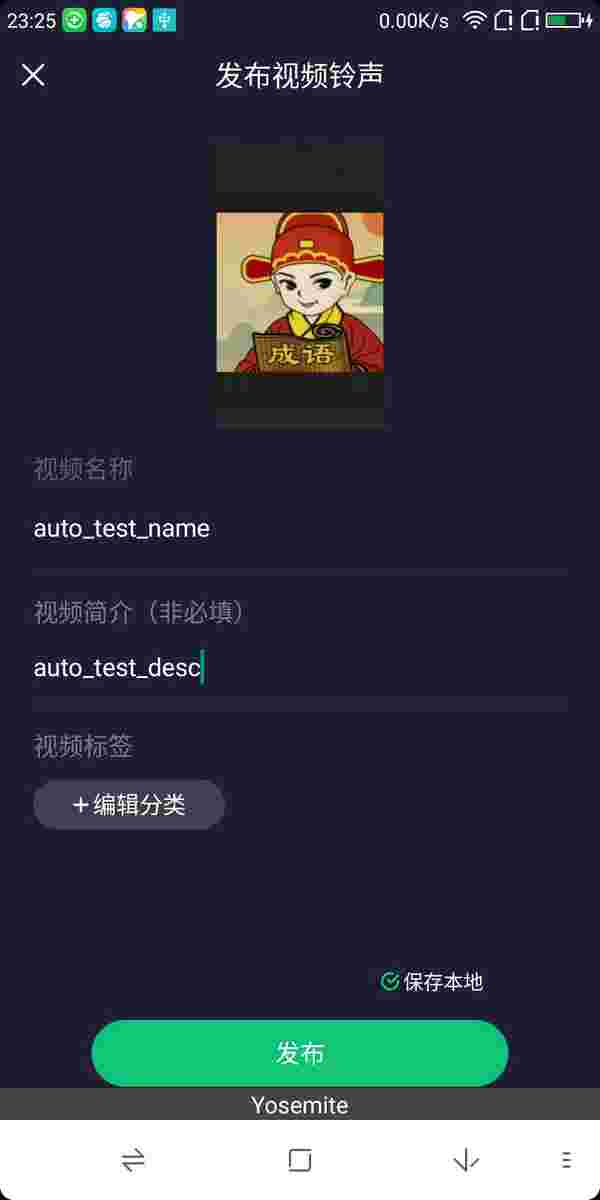 23:25
0.00K/s
发布视频铃声
成语
视频名称
auto_test_name
视频简介（非必填）
auto_test_desc
视频标签
+编辑分类
保存本地
发布
Yosemite